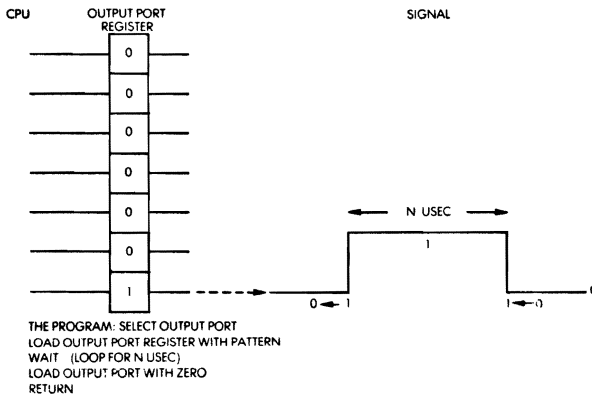 CPU
OUTPUT PORT
REGISTER
SIGNAL
0
0
0
0
0
0
1
N USEC
1
0 ← 1
1 ← 0
0
THE PROGRAM: SELECT OUTPUT PORT
LOAD OUTPUT PORT REGISTER WITH PATTERN
WAIT (LOOP FOR N USEC)
LOAD OUTPUT PORT WITH ZERO
RETURN